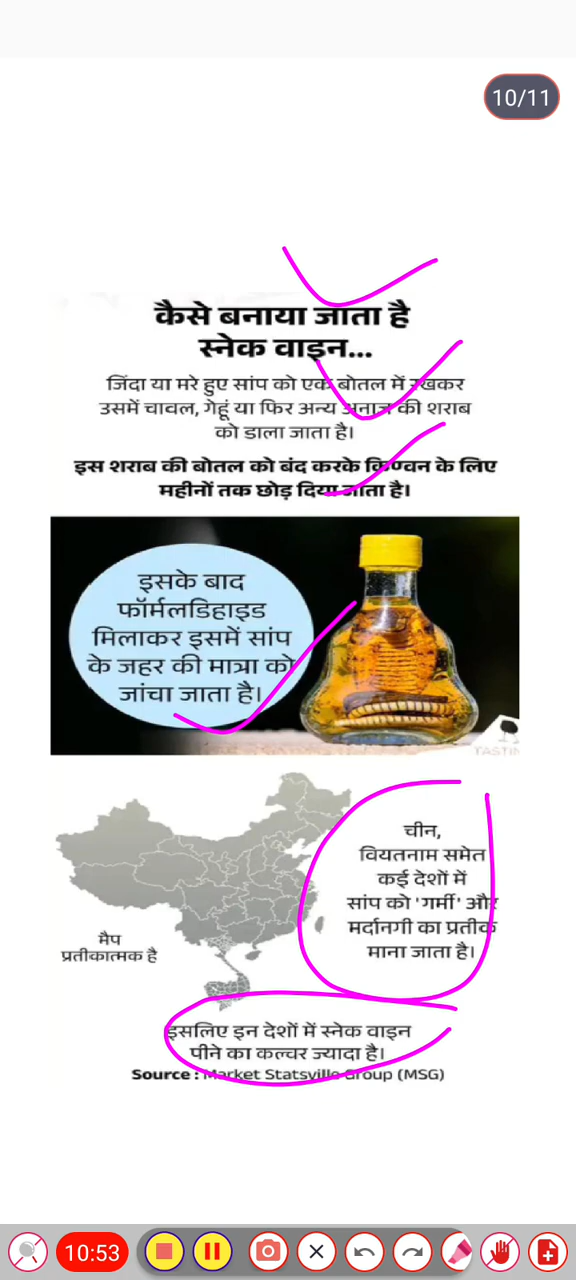 10/11
कैसे बनाया जाता है
स्नेक वाइन...
जिंदा या मरे हुए सांप को एक बोतल में रखकर
उसमें चावल, गेहूं या फिर अन्य अनाज की शराब
को डाला जाता है।
इस शराब की बोतल को बंद करके किण्वन के लिए
महीनों तक छोड़ दिया जाता है।
इसके बाद
फॉर्मलडिहाइड
मिलाकर इसमें सांप
के जहर की मात्रा को
जांचा जाता है।
TASTIN
चीन,
वियतनाम समेत
कई देशों में
सांप को 'गर्मी' और
मर्दानगी का प्रतीक
माना जाता है।
मैप
प्रतीकात्मक है
इसलिए इन देशों में स्नेक वाइन
पीने का कल्चर ज्यादा है।
Source : Market Statsville Group (MSG)
10:53